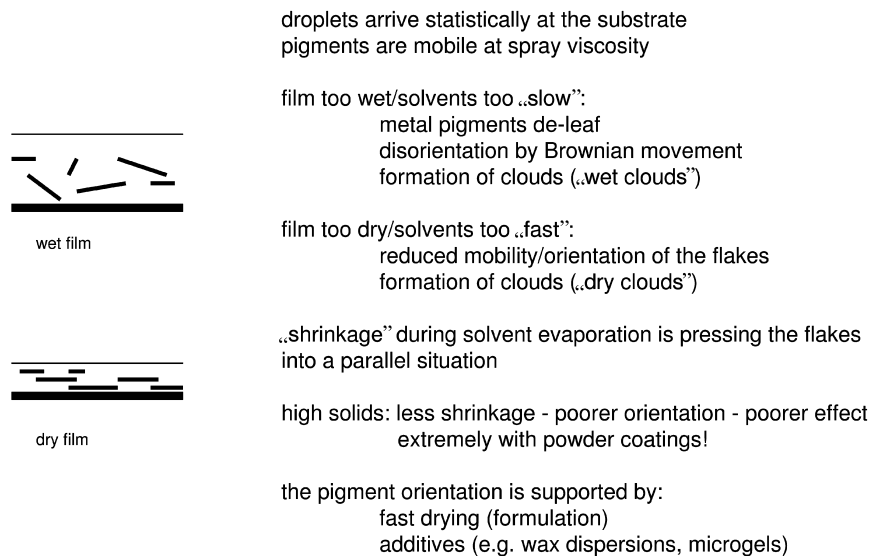 droplets arrive statistically at the substrate
pigments are mobile at spray viscosity
film too wet/solvents too „slow”:
metal pigments de-leaf
disorientation by Brownian movement
formation of clouds („wet clouds”)
wet film
film too dry/solvents too „fast”:
reduced mobility/orientation of the flakes
formation of clouds („dry clouds”)
„shrinkage” during solvent evaporation is pressing the flakes
into a parallel situation
high solids: less shrinkage - poorer orientation - poorer effect
extremely with powder coatings!
dry film
the pigment orientation is supported by:
fast drying (formulation)
additives (e.g. wax dispersions, microgels)